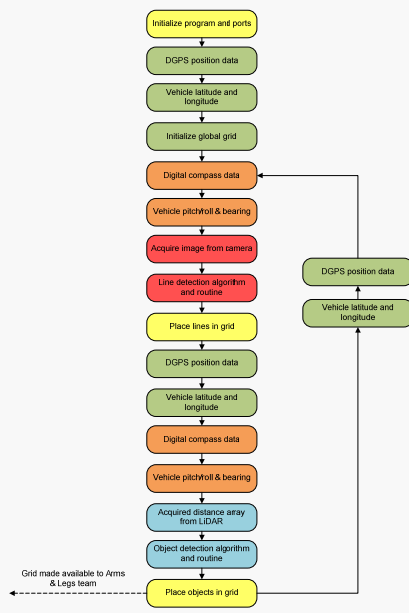 Initialize program and ports
DGPS position data
Vehicle latitude and
longitude
Initialize global grid
Digital compass data
Vehicle pitch/roll & bearing
Acquire image from camera
Line detection algorithm
and routine
Place lines in grid
DGPS position data
Vehicle latitude and
longitude
Digital compass data
Vehicle pitch/roll & bearing
Acquired distance array
from LiDAR
Object detection algorithm
and routine
Place objects in grid
DGPS position data
Vehicle latitude and
longitude
Grid made available to Arms
& Legs team